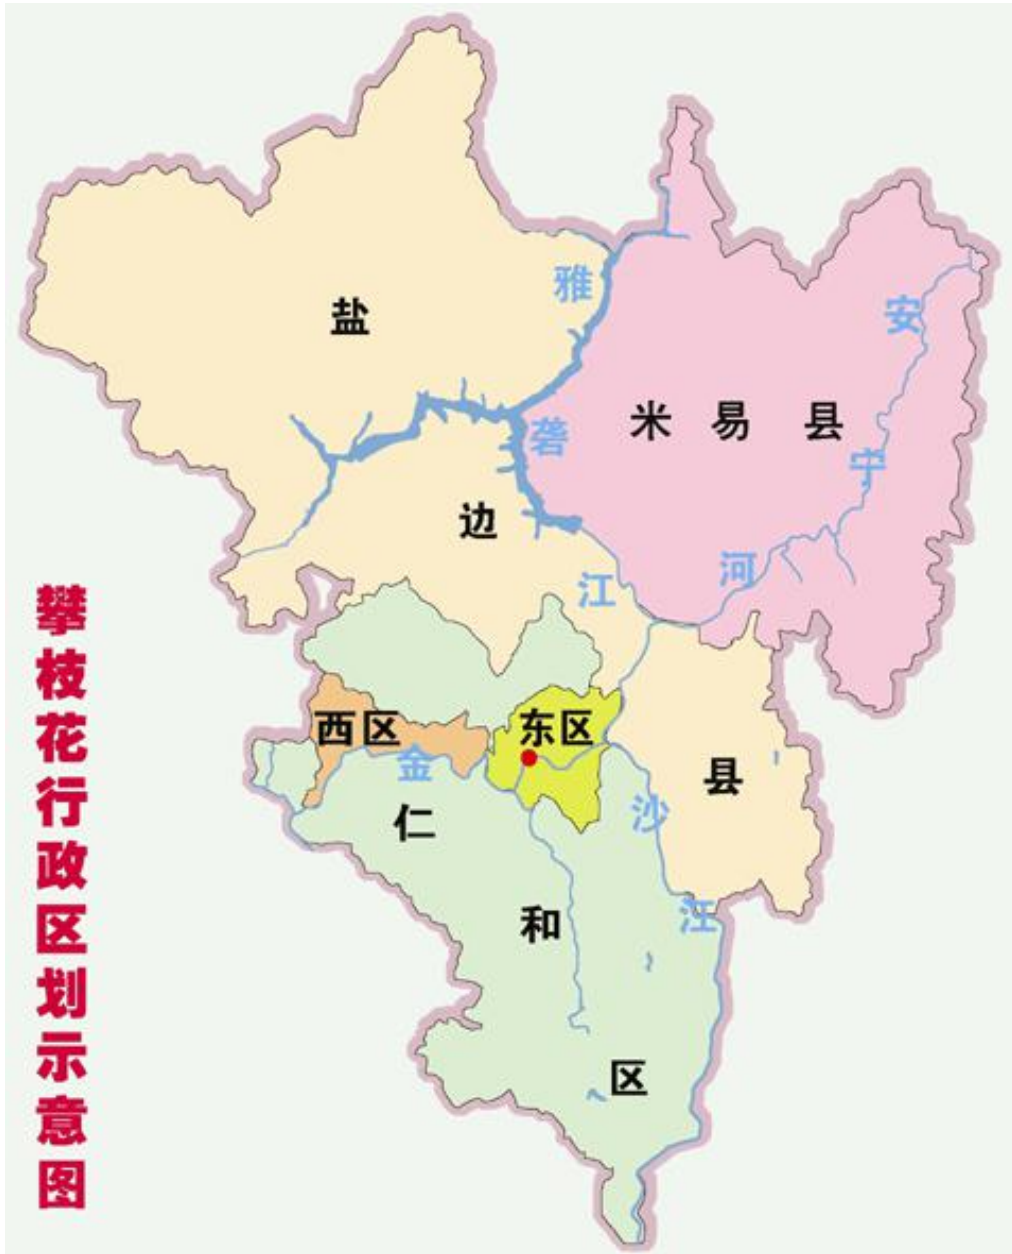 攀枝花行政区划示意图
盐边县
米易县
西区
东区
仁和区
雅砻江
安宁河
金沙江